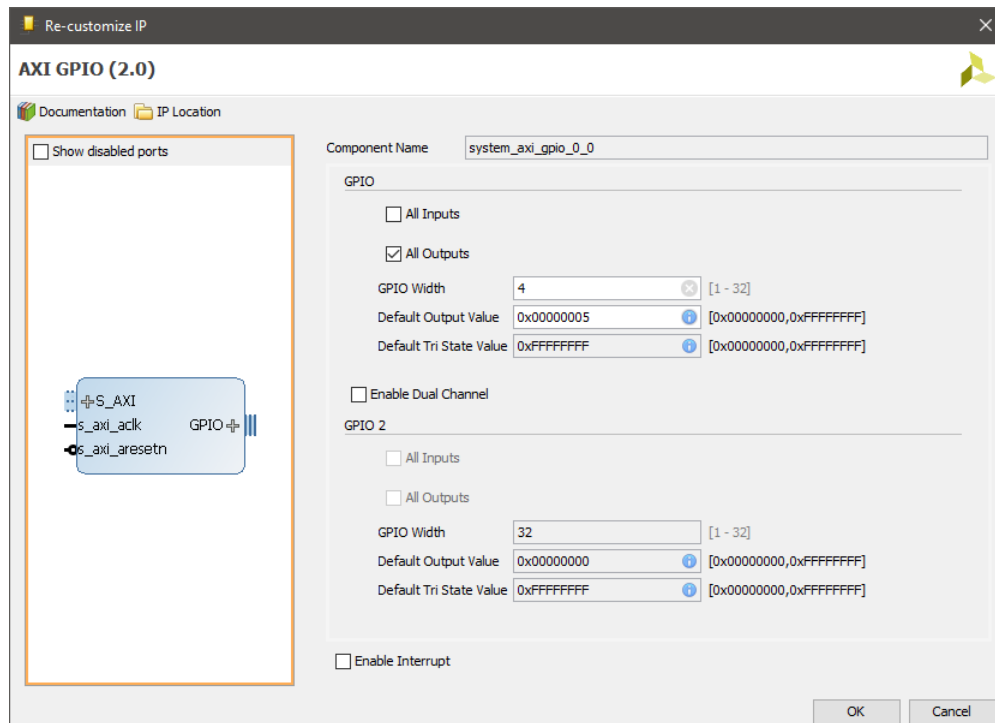 Re-customize IP
AXI GPIO (2.0)
Documentation IP Location
Show disabled ports
S_AXI
s_axi_aclk GPIO
s_axi_aresetn
Component Name system_axi_gpio_0_0
GPIO
All Inputs
All Outputs
GPIO Width 4 [1 - 32]
Default Output Value 0x00000005 [0x00000000,0xFFFFFFFF]
Default Tri State Value 0xFFFFFFFF [0x00000000,0xFFFFFFFF]
Enable Dual Channel
GPIO 2
All Inputs
All Outputs
GPIO Width 32 [1 - 32]
Default Output Value 0x00000000 [0x00000000,0xFFFFFFFF]
Default Tri State Value 0xFFFFFFFF [0x00000000,0xFFFFFFFF]
Enable Interrupt
OK Cancel